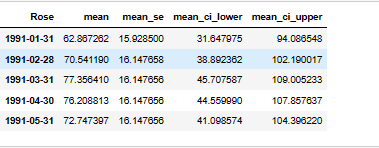 Rose mean mean_se mean_ci_lower mean_ci_upper
1991-01-31 62.867262 15.928500 31.647975 94.086548
1991-02-28 70.541190 16.147658 38.892362 102.190017
1991-03-31 77.356410 16.147656 45.707587 109.005233
1991-04-30 76.208813 16.147656 44.559990 107.857637
1991-05-31 72.747397 16.147656 41.098574 104.396220